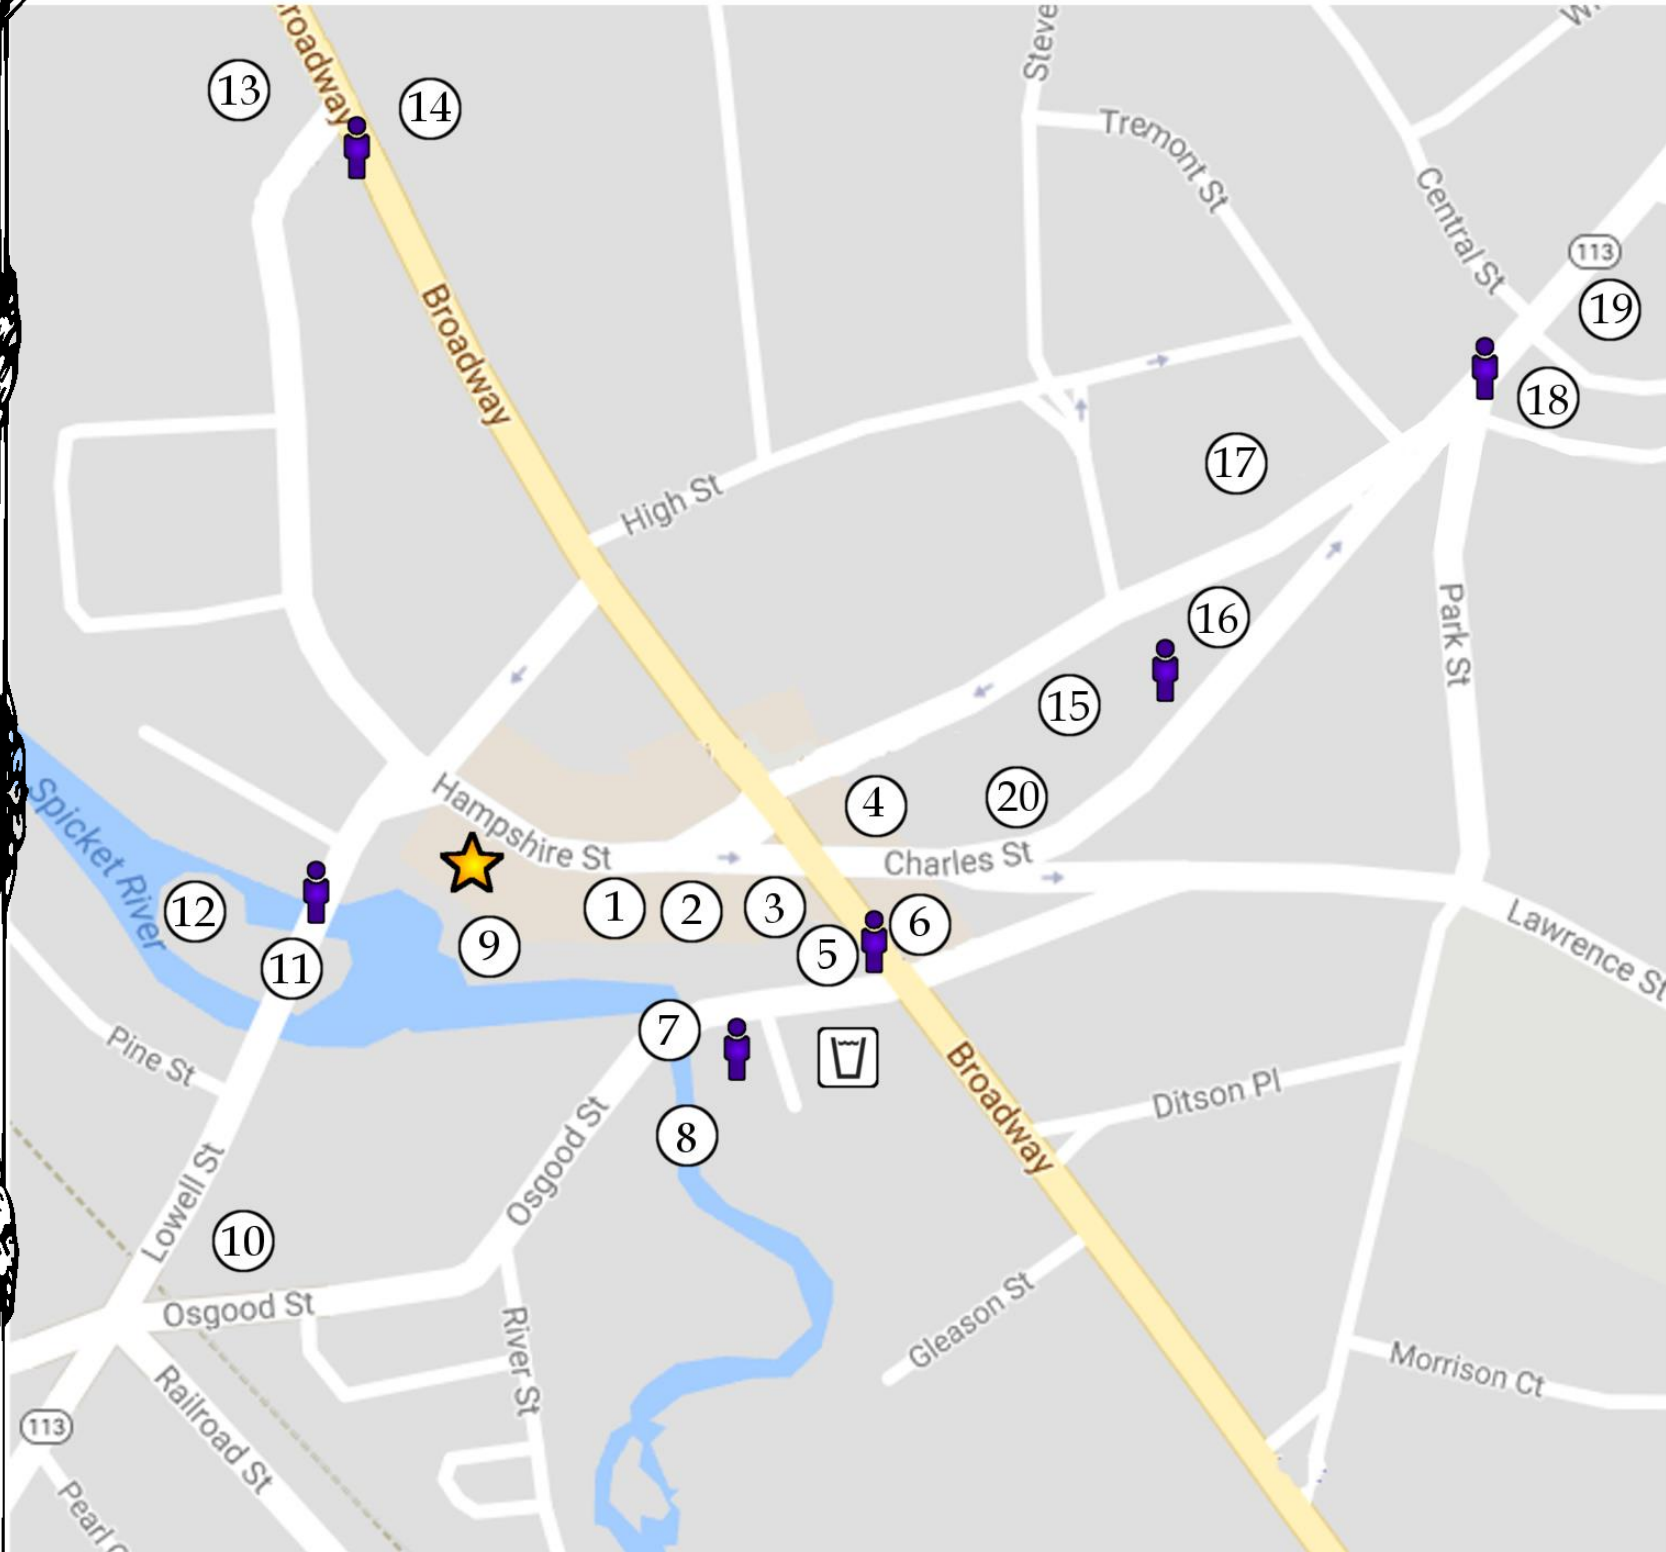 roadway
Steve
13
14
Tremont St
Central St
113
19
Broadway
18
17
High St
16
Park St
15
Hampshire St
4
20
Charles St
Spicket River
12
1
2
3
6
9
5
11
Lawrence St
7
Pine St
8
Broadway
Ditson Pl
Osgood St
Lowell St
10
Osgood St
River St
Gleason St
Morrison Ct
Railroad St
113
Pearl